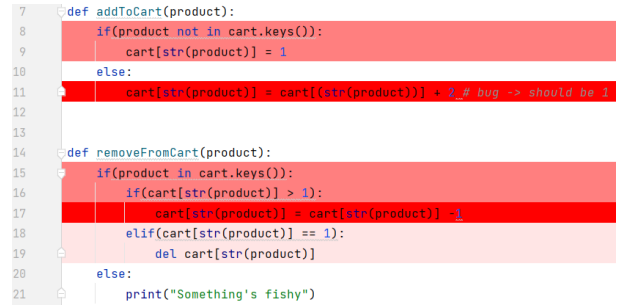 7 def addToCart(product):
8 if(product not in cart.keys()):
9 cart[str(product)] = 1
10 else:
11 cart[str(product)] = cart[(str(product))] + 2 # bug -> should be 1
12
13
14 def removeFromCart(product):
15 if(product in cart.keys()):
16 if(cart[str(product)] > 1):
17 cart[str(product)] = cart[str(product)] -1
18 elif(cart[str(product)] == 1):
19 del cart[str(product)]
20 else:
21 print("Something's fishy")